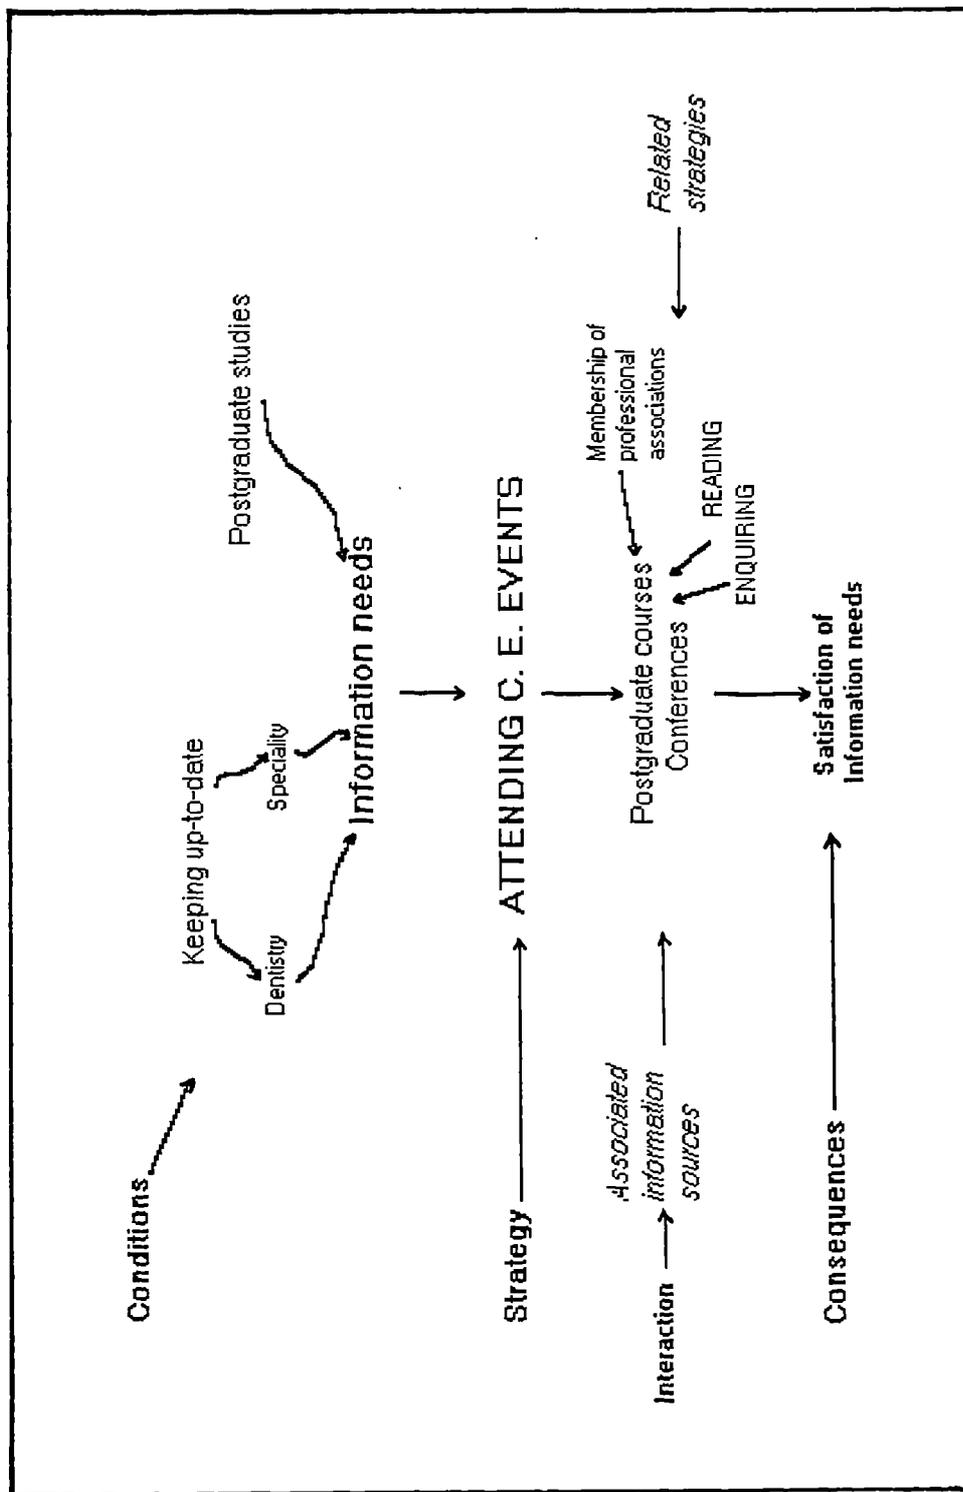 Conditions
Keeping up-to-date
Postgraduate studies
Dentistry
Speciality
Information needs
Strategy
ATTENDING C. E. EVENTS
Interaction
Associated
information
sources
Postgraduate courses
Conferences
Membership of
professional
associations
READING
ENQUIRING
Related
strategies
Consequences
Satisfaction of
Information needs